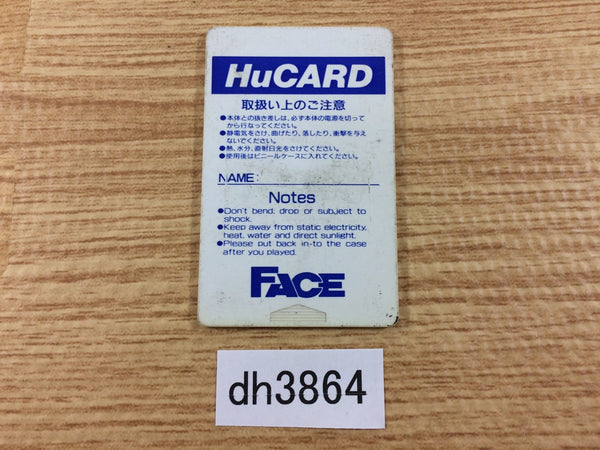 HuCARD
取扱い上のご注意
●本体との抜き差しは、必ず本体の電源を切って
から行なってください。
●静電気をさけ、曲げたり、落したり、衝撃を与え
ないでください。
●熱、水分、直射日光をさけてください。
●使用後はビニールケースに入れてください。
NAME:
Notes
●Don't bend, drop or subject to
shock.
●Keep away from static electricity,
heat, water and direct sunlight.
●Please put back in-to the case
after you played.
FACE
dh3864